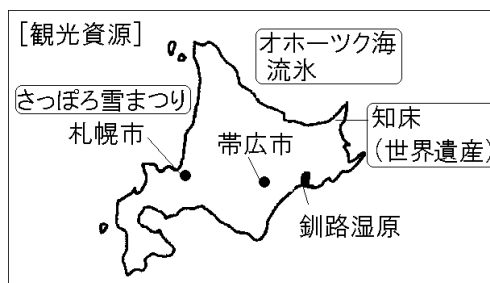 [観光資源]
オホーツク海
流氷
さっぽろ雪まつり
札幌市
帯広市
知床
(世界遺産)
釧路湿原